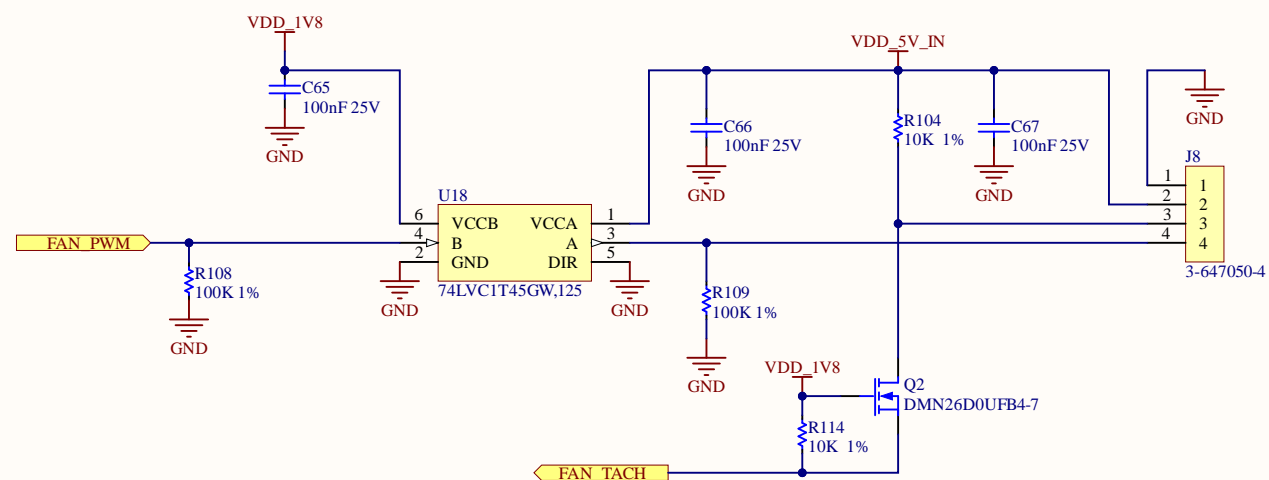 VDD_1V8
C65
100nF 25V
GND
VDD_5V_IN
C66
100nF 25V
GND
R104
10K 1%
C67
100nF 25V
GND
GND
J8
1 1
2 2
3 3
4 4
3-647050-4
U18
6 VCCB VCCA 1
4 B A 3
2 GND DIR 5
74LVC1T45GW,125
GND
GND
FAN_PWM
R108
100K 1%
GND
R109
100K 1%
GND
VDD_1V8
Q2
DMN26D0UFB4-7
R114
10K 1%
FAN_TACH